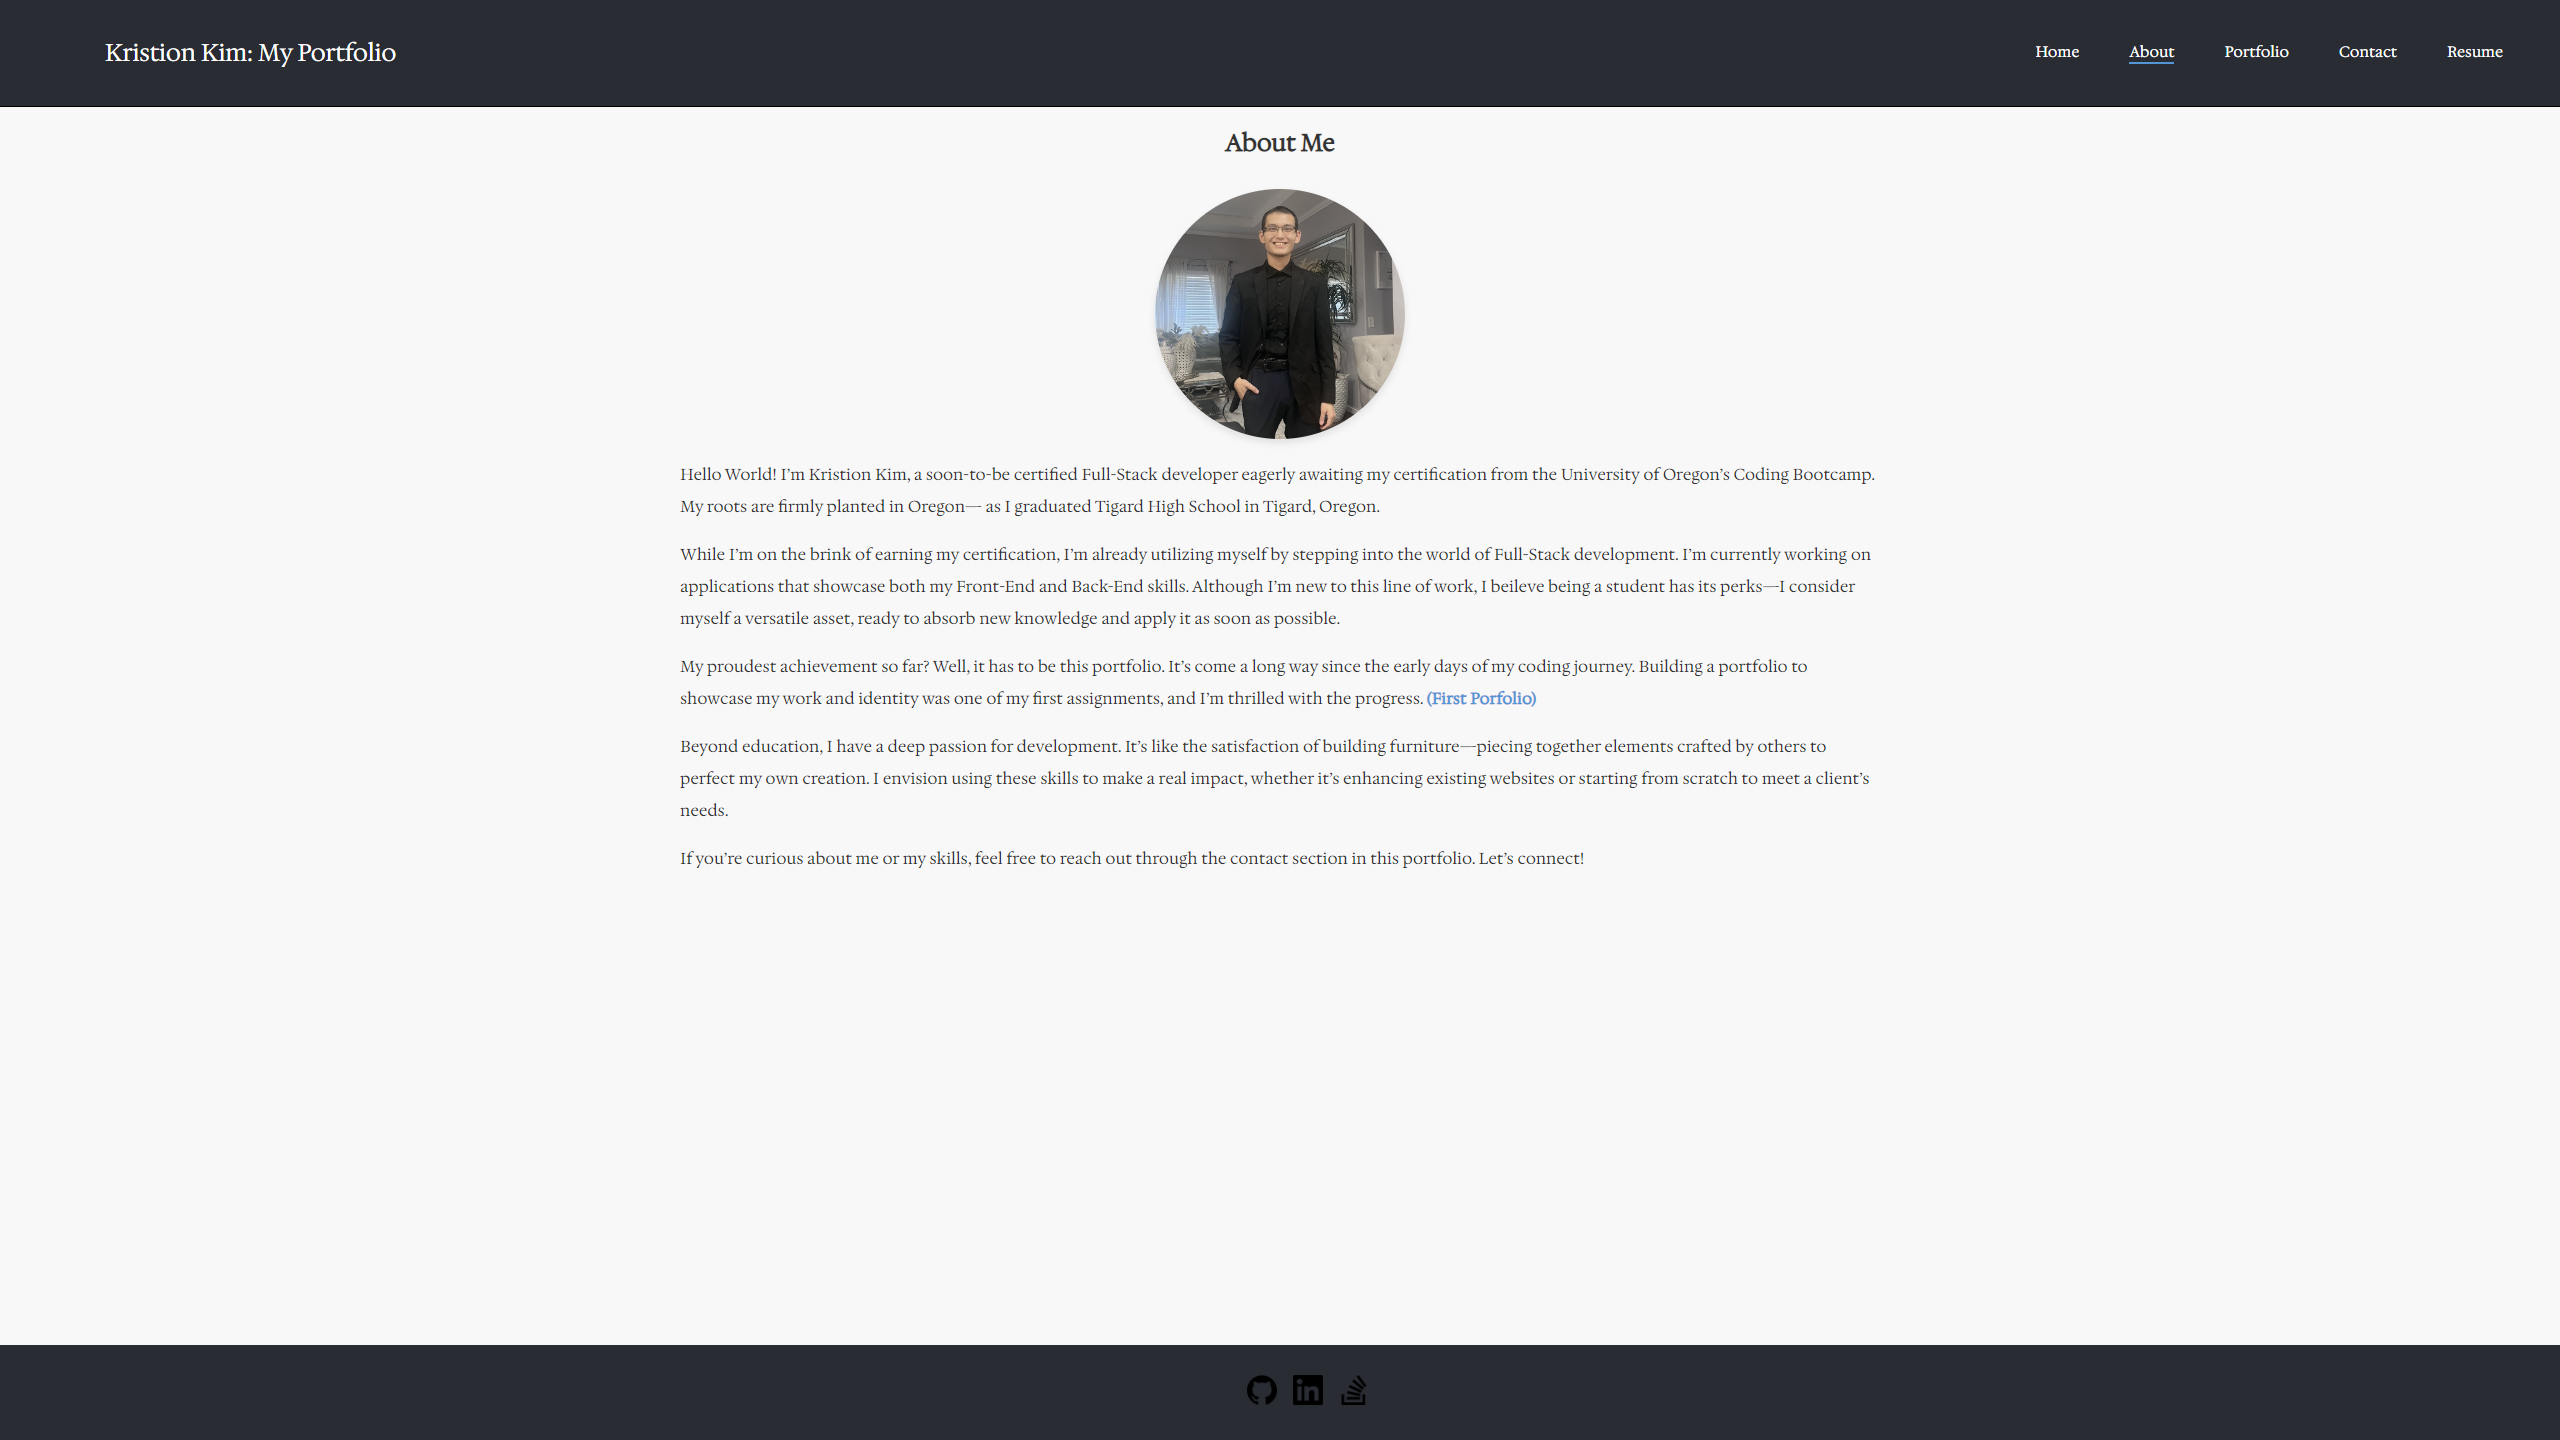 Kristion Kim: My Portfolio
Home
About
Portfolio
Contact
Resume
About Me
Hello World! I’m Kristion Kim, a soon-to-be certified Full-Stack developer eagerly awaiting my certification from the University of Oregon’s Coding Bootcamp.
My roots are firmly planted in Oregon— as I graduated Tigard High School in Tigard, Oregon.
While I’m on the brink of earning my certification, I’m already utilizing myself by stepping into the world of Full-Stack development. I’m currently working on
applications that showcase both my Front-End and Back-End skills. Although I’m new to this line of work, I beileve being a student has its perks—I consider
myself a versatile asset, ready to absorb new knowledge and apply it as soon as possible.
My proudest achievement so far? Well, it has to be this portfolio. It’s come a long way since the early days of my coding journey. Building a portfolio to
showcase my work and identity was one of my first assignments, and I’m thrilled with the progress. (First Porfolio)
Beyond education, I have a deep passion for development. It’s like the satisfaction of building furniture—piecing together elements crafted by others to
perfect my own creation. I envision using these skills to make a real impact, whether it’s enhancing existing websites or starting from scratch to meet a client’s
needs.
If you’re curious about me or my skills, feel free to reach out through the contact section in this portfolio. Let’s connect!
in